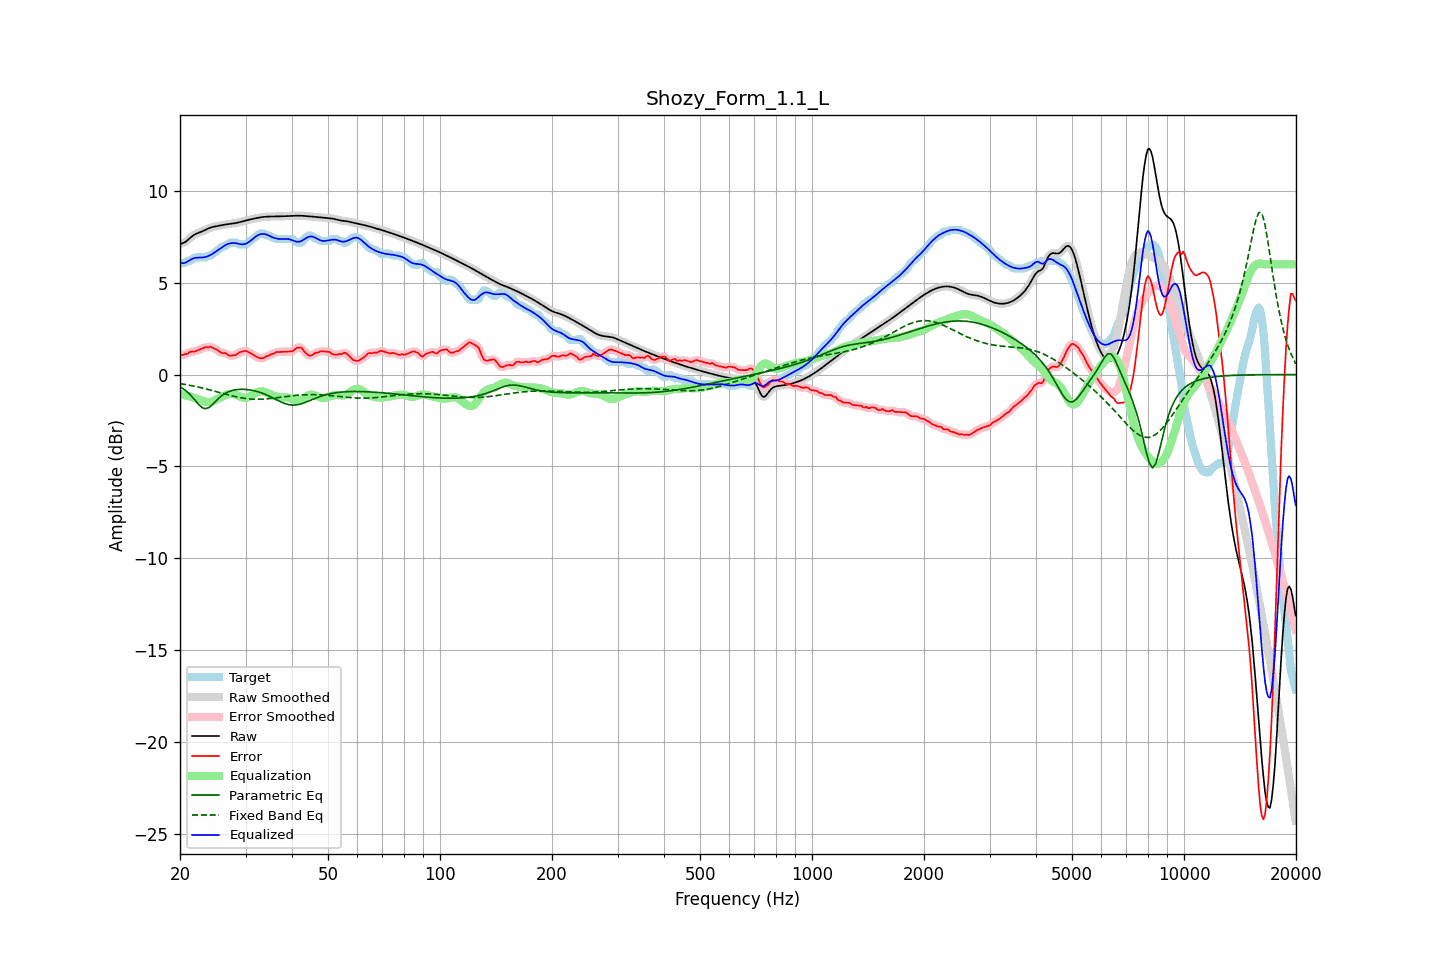 Shozy_Form_1.1_L
Amplitude (dBr)
10
5
0
−5
−10
−15
−20
−25
Target
Raw Smoothed
Error Smoothed
Raw
Error
Equalization
Parametric Eq
Fixed Band Eq
Equalized
20 50 100 200 500 1000 2000 5000 10000 20000
Frequency (Hz)